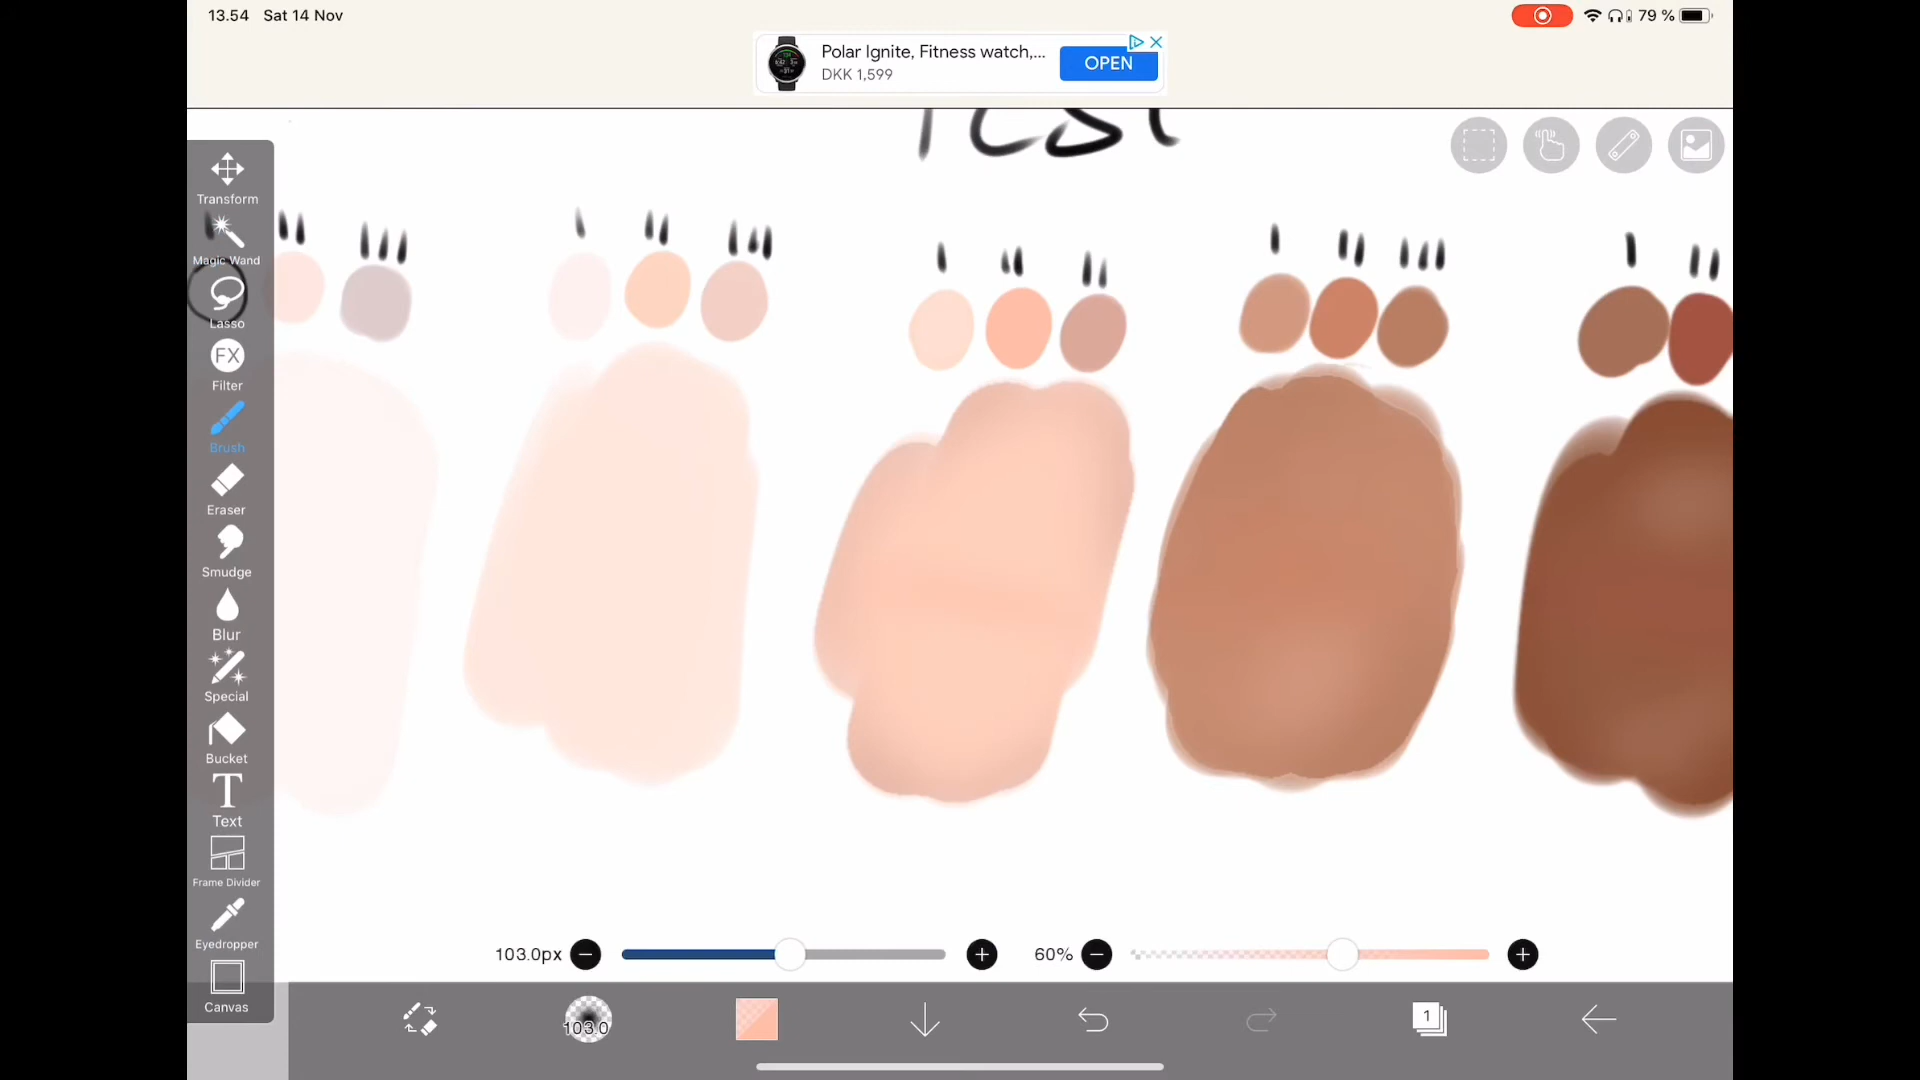 13.54 Sat 14 Nov
79 %
Polar Ignite, Fitness watch,...
DKK 1,599
OPEN
Transform
Magic Wand
Lasso
FX
Filter
Brush
Eraser
Smudge
Blur
Special
Bucket
T
Text
Frame Divider
Eyedropper
Canvas
103.0px
60%
103.0
1